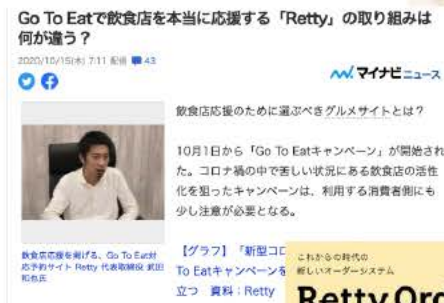 Go To Eatで飲食店を本当に応援する「Retty」の取り組みは
何が違う？
2020/10/15(木) 7:11 配信 43
マイナビニュース
飲食店応援のために選ぶべきグルメサイトとは？
10月1日から「Go To Eatキャンペーン」が開始され
た。コロナ禍の中で苦しい状況にある飲食店の活性
化を狙ったキャンペーンは、利用する消費者側にも
少し注意が必要となる。
飲食店応援を掲げる、Go To Eat対
応予約サイト Retty 代表取締役 武田
和也氏
【グラフ】「新型コロ
To Eatキャンペーンを
立つ 資料：Retty
これからの時代の
新しいオーダーシステム
Retty Ord